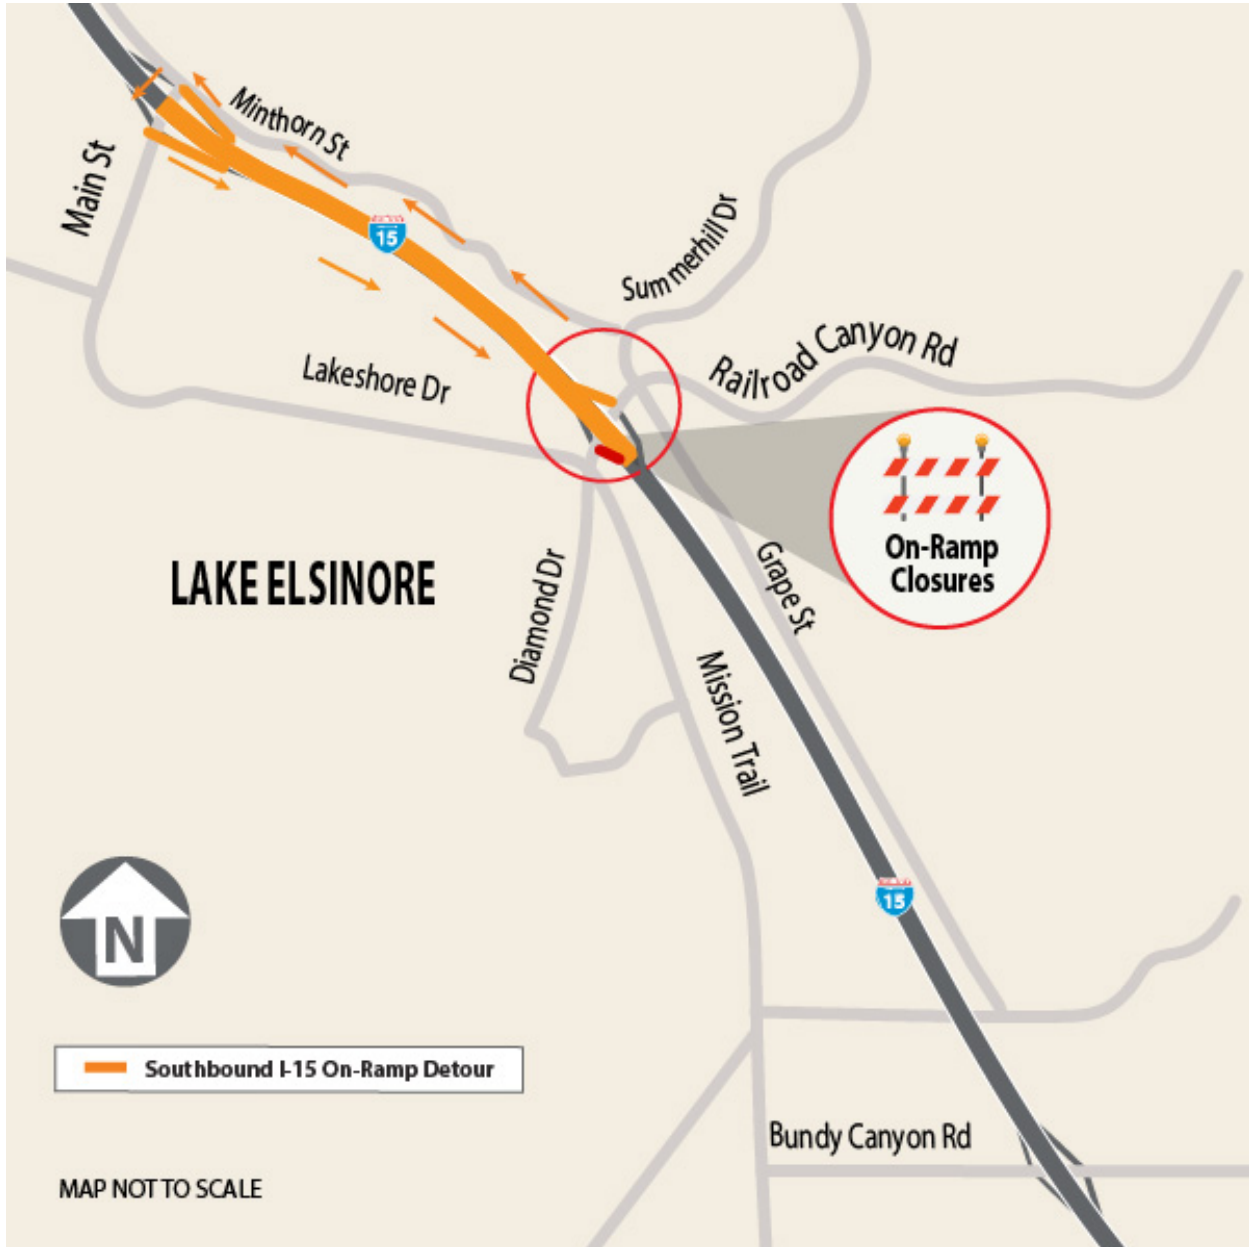 Minthorn St
Main St
15
Summerhill Dr
Railroad Canyon Rd
Lakeshore Dr
On-Ramp
Closures
LAKE ELSINORE
Diamond Dr
Grape St
Mission Trail
15
N
Southbound I-15 On-Ramp Detour
Bundy Canyon Rd
MAP NOT TO SCALE